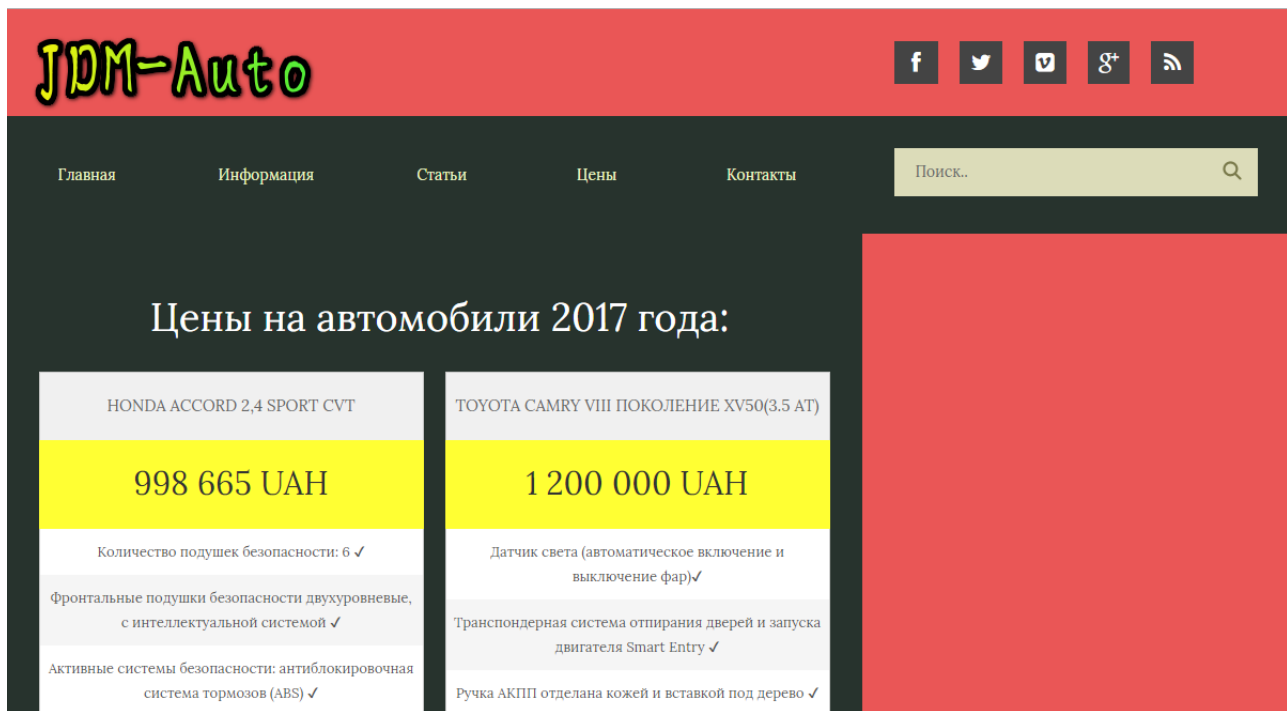 JDM-Auto
Главная Информация Статьи Цены Контакты Поиск..
Цены на автомобили 2017 года:
HONDA ACCORD 2,4 SPORT CVT
998 665 UAH
Количество подушек безопасности: 6 ✓
Фронтальные подушки безопасности двухуровневые,
с интеллектуальной системой ✓
Активные системы безопасности: антиблокировочная
система тормозов (ABS) ✓
TOYOTA CAMRY VIII ПОКОЛЕНИЕ XV50(3.5 AT)
1 200 000 UAH
Датчик света (автоматическое включение и
выключение фар)✓
Транспондерная система отпирания дверей и запуска
двигателя Smart Entry ✓
Ручка АКПП отделана кожей и вставкой под дерево ✓